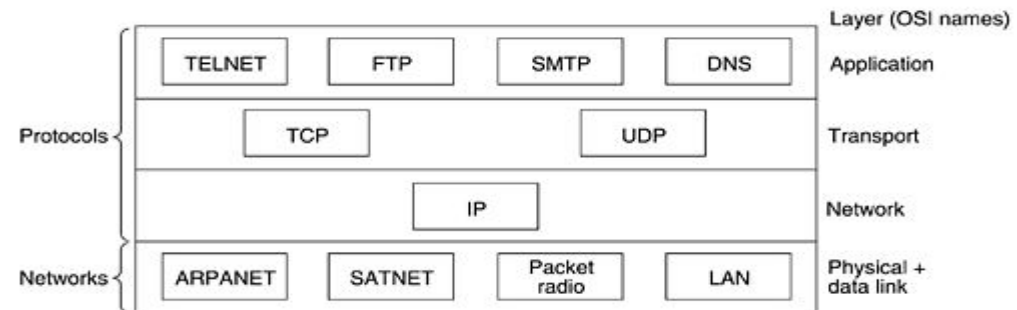 Layer (OSI names)
TELNET FTP SMTP DNS Application
Protocols TCP UDP Transport
IP Network
Networks ARPANET SATNET Packet
radio LAN Physical +
data link